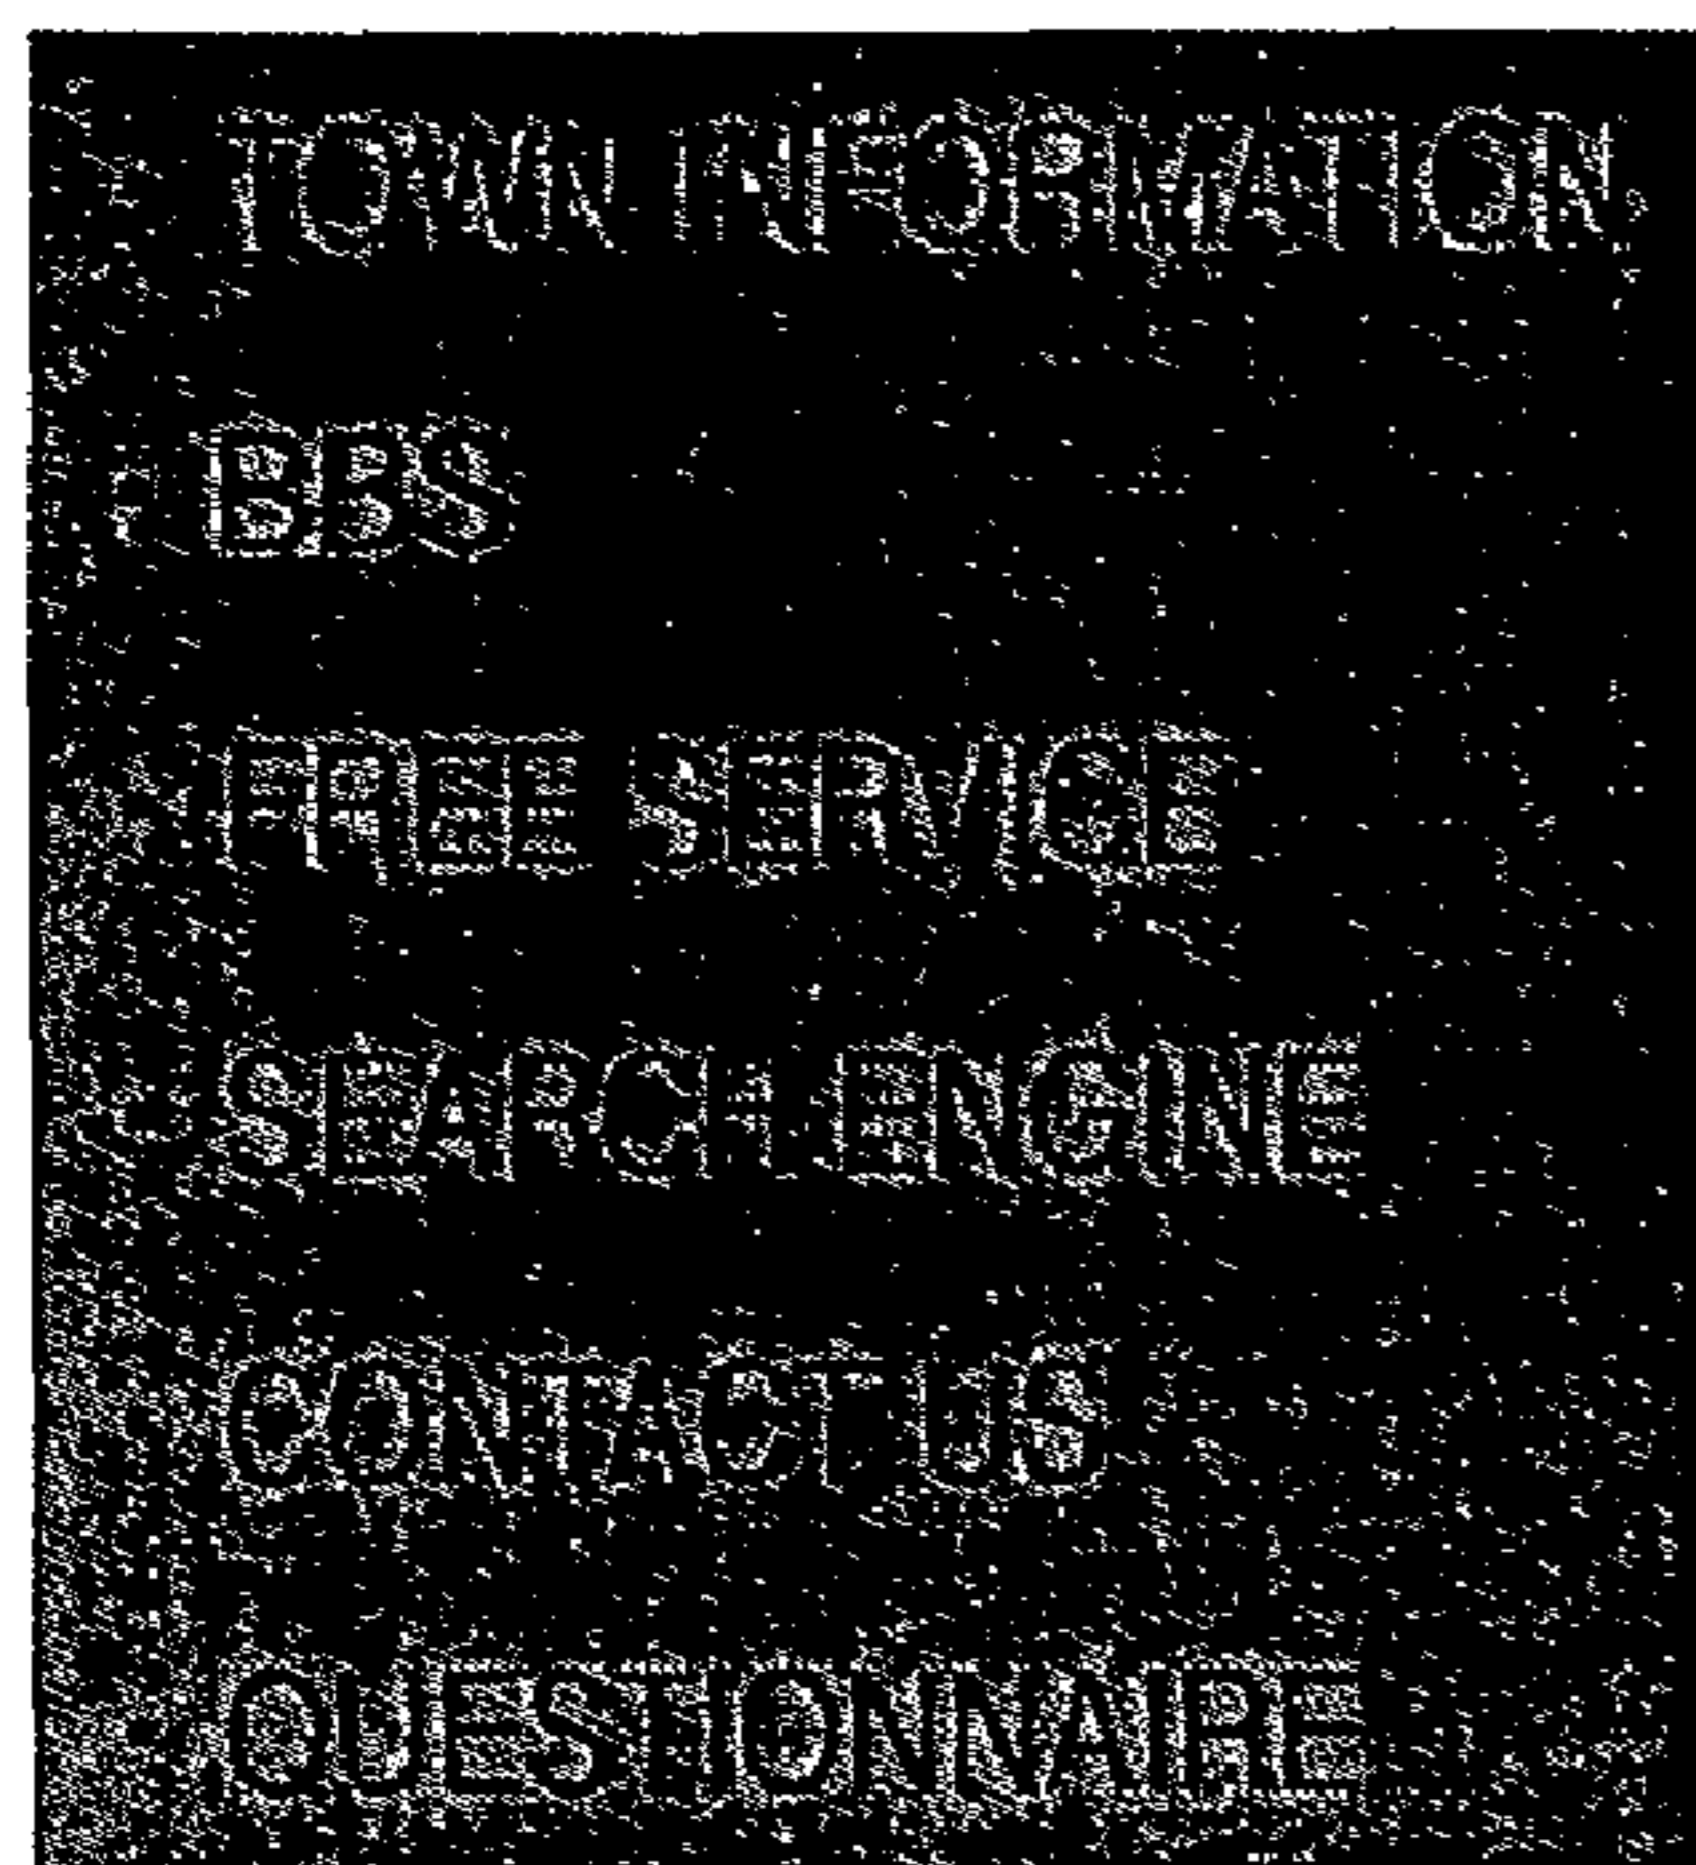 TOWN INFORMATION
BBS
FREE SERVICE
SEARCH ENGINE
CONTACT US
QUESTIONNAIRE